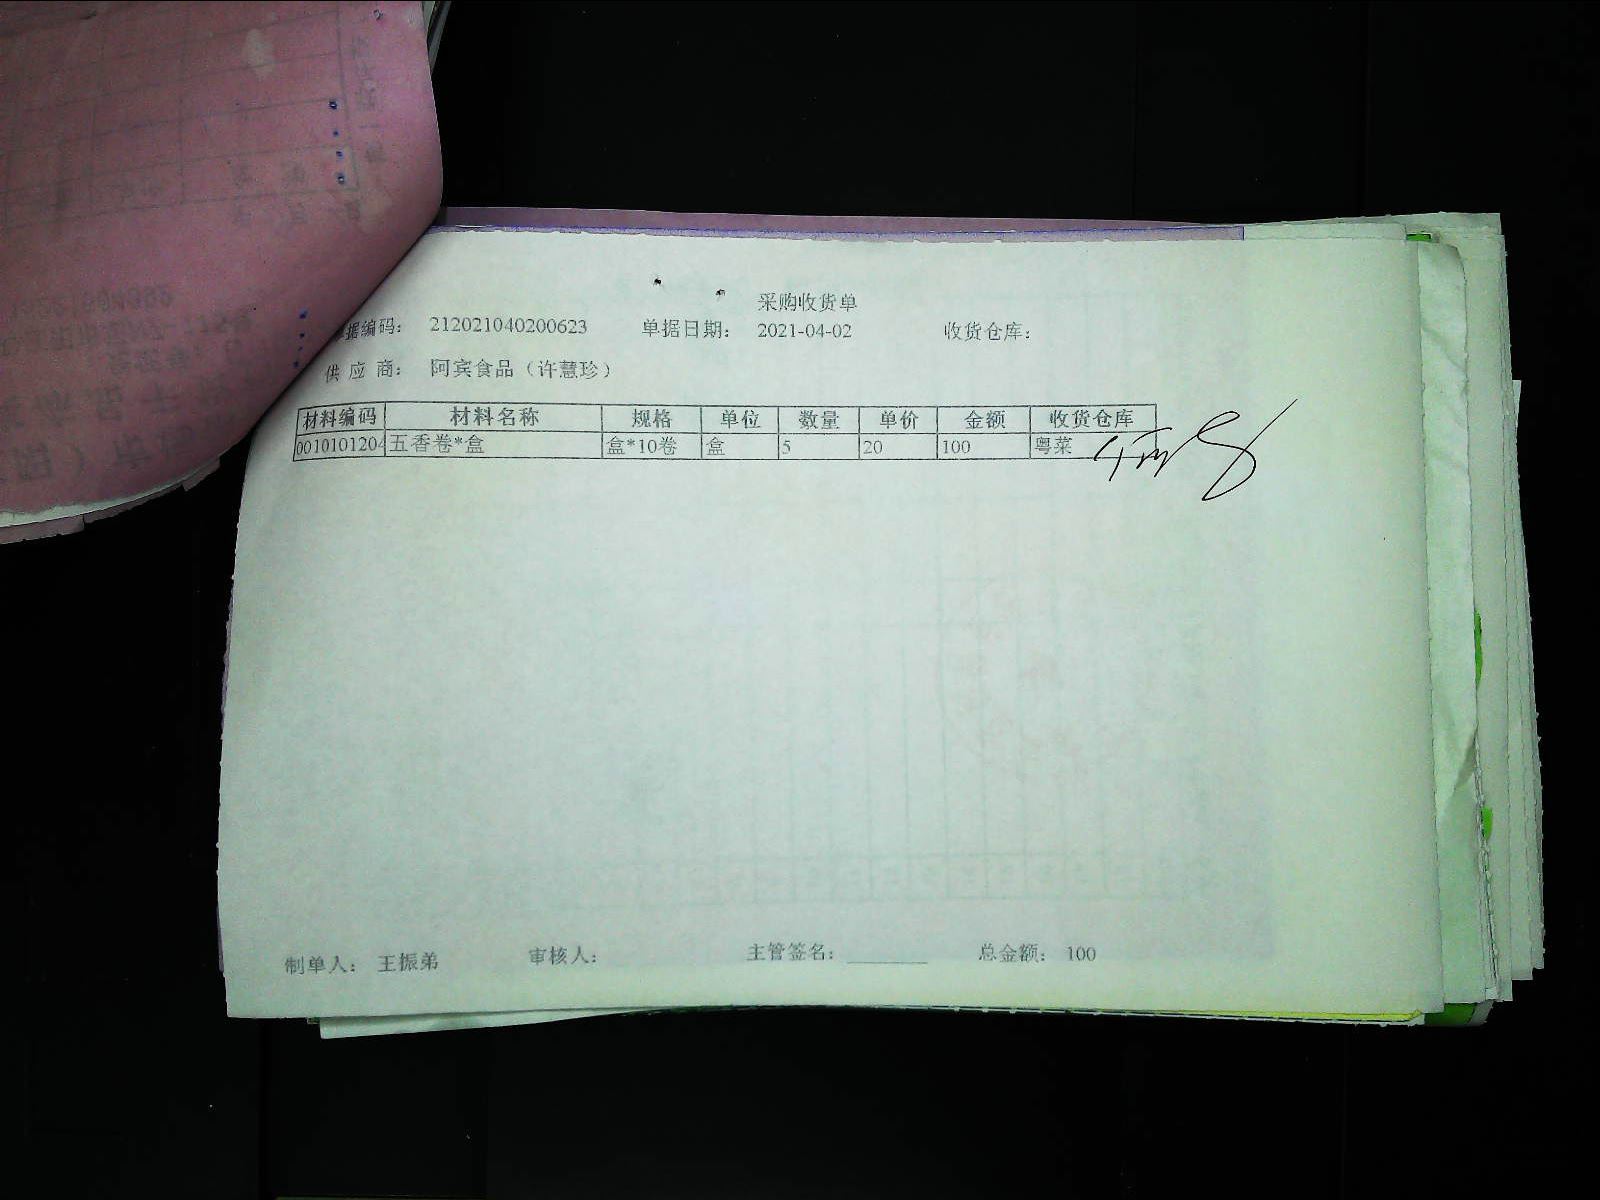 采购收货单
单据编码： 212021040200623 单据日期： 2021-04-02 收货仓库：
供 应 商： 阿宾食品（许慧珍）
材料编码 材料名称 规格 单位 数量 单价 金额 收货仓库
0010101204 五香卷*盒 盒*10卷 盒 5 20 100 粤菜
制单人： 王振弟 审核人： 主管签名： ________ 总金额： 100